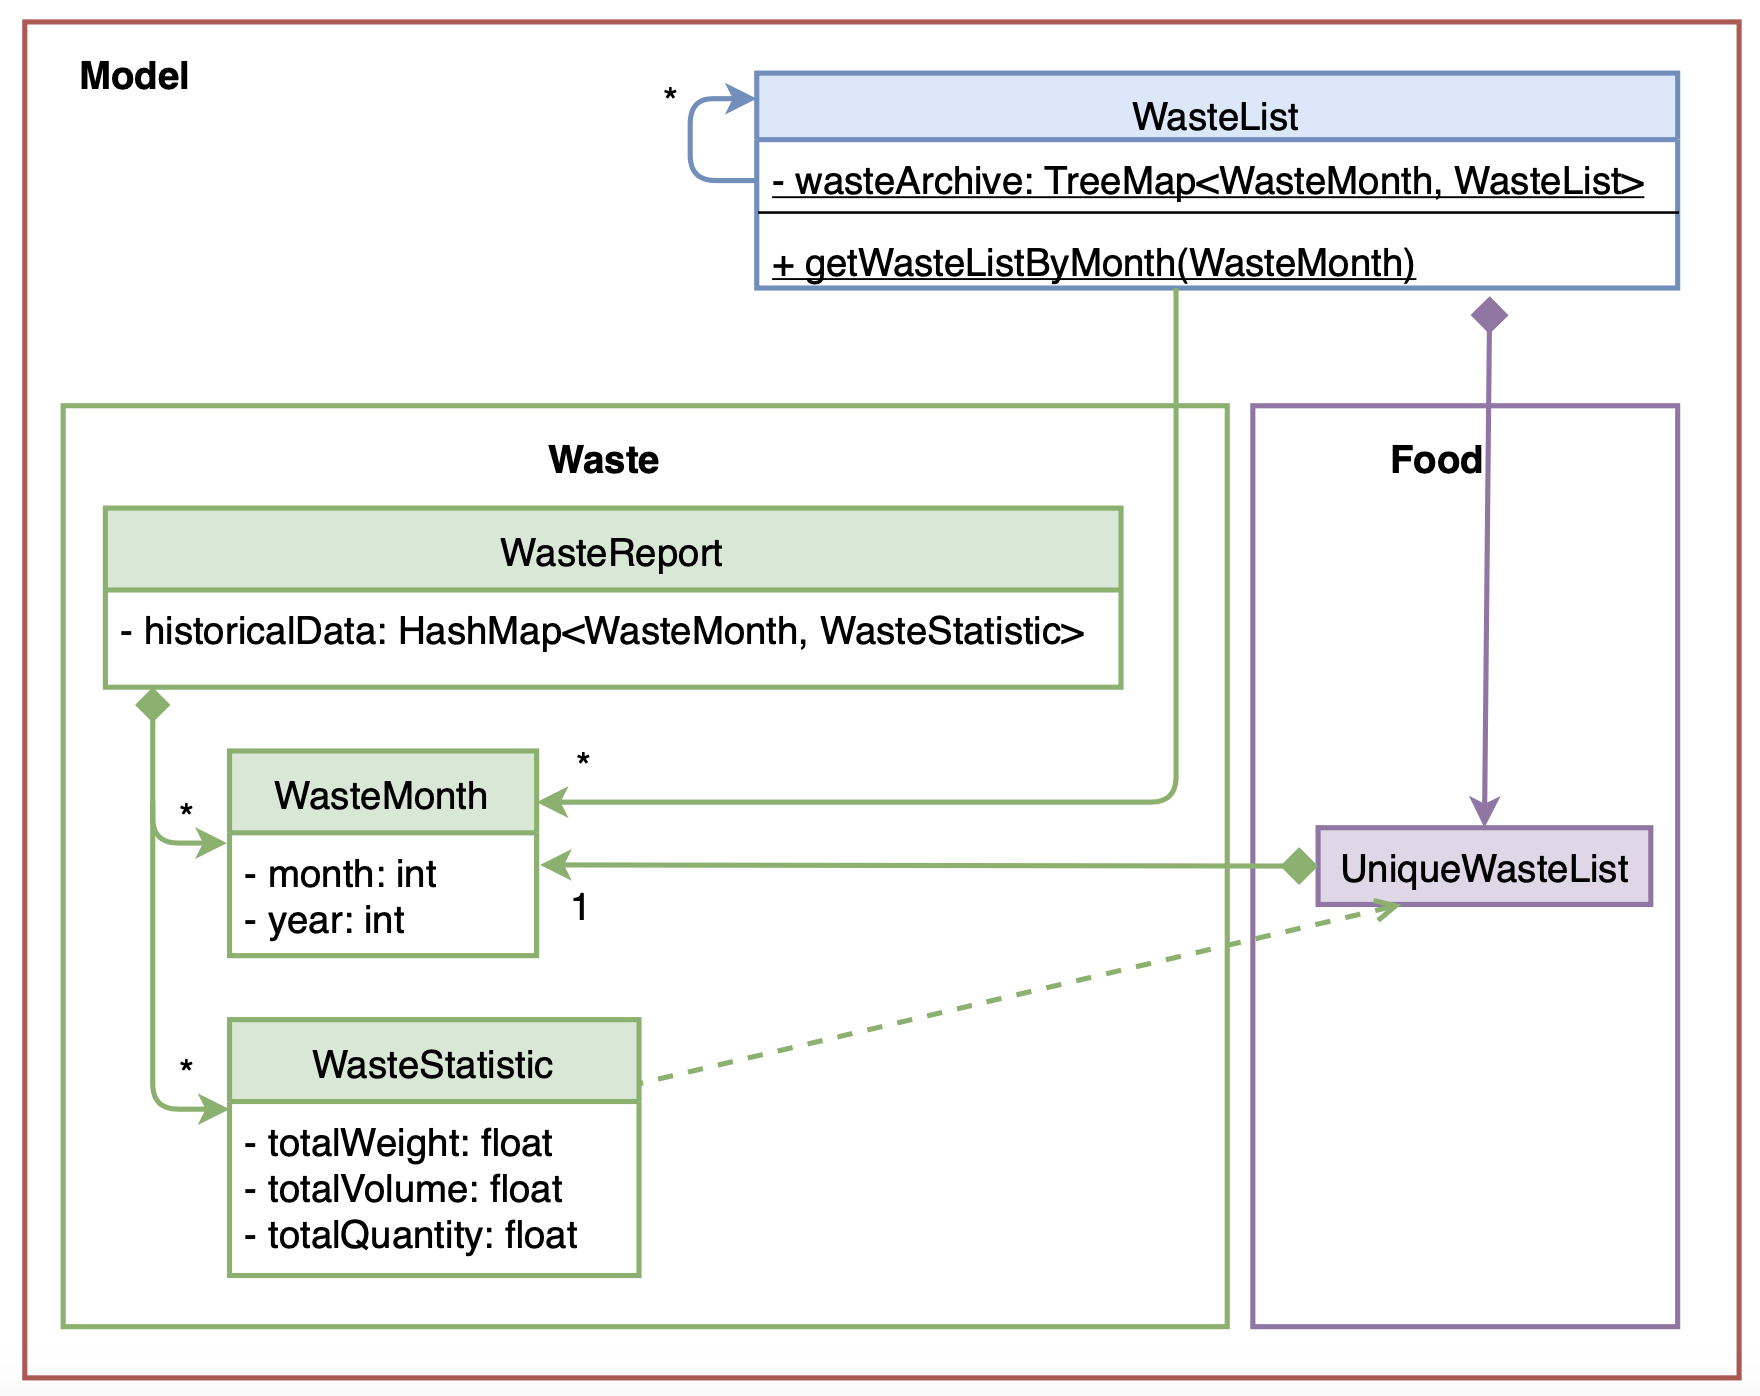 Model
*
WasteList
- wasteArchive: TreeMap<WasteMonth, WasteList>
+ getWasteListByMonth(WasteMonth)
Waste
Food
WasteReport
- historicalData: HashMap<WasteMonth, WasteStatistic>
*
WasteMonth
*
- month: int
- year: int
1
UniqueWasteList
*
WasteStatistic
- totalWeight: float
- totalVolume: float
- totalQuantity: float